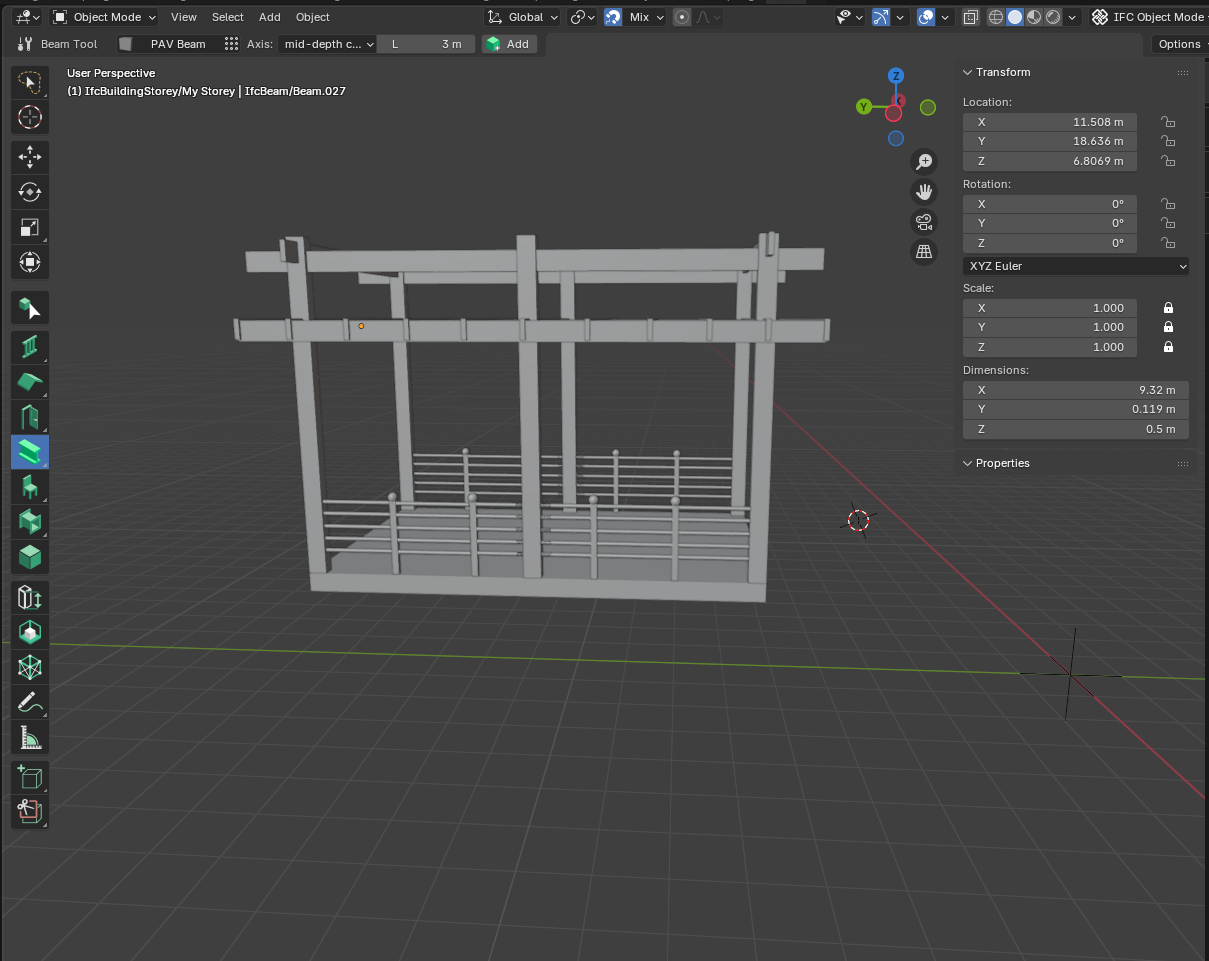 Object Mode View Select Add Object Global Mix IFC Object Mode
Beam Tool PAV Beam Axis: mid-depth c... L 3 m Add Options
User Perspective
(1) IfcBuildingStorey/My Storey | IfcBeam/Beam.027
Z
Y
Transform
Location:
X 11.508 m
Y 18.636 m
Z 6.8069 m
Rotation:
X 0°
Y 0°
Z 0°
XYZ Euler
Scale:
X 1.000
Y 1.000
Z 1.000
Dimensions:
X 9.32 m
Y 0.119 m
Z 0.5 m
Properties